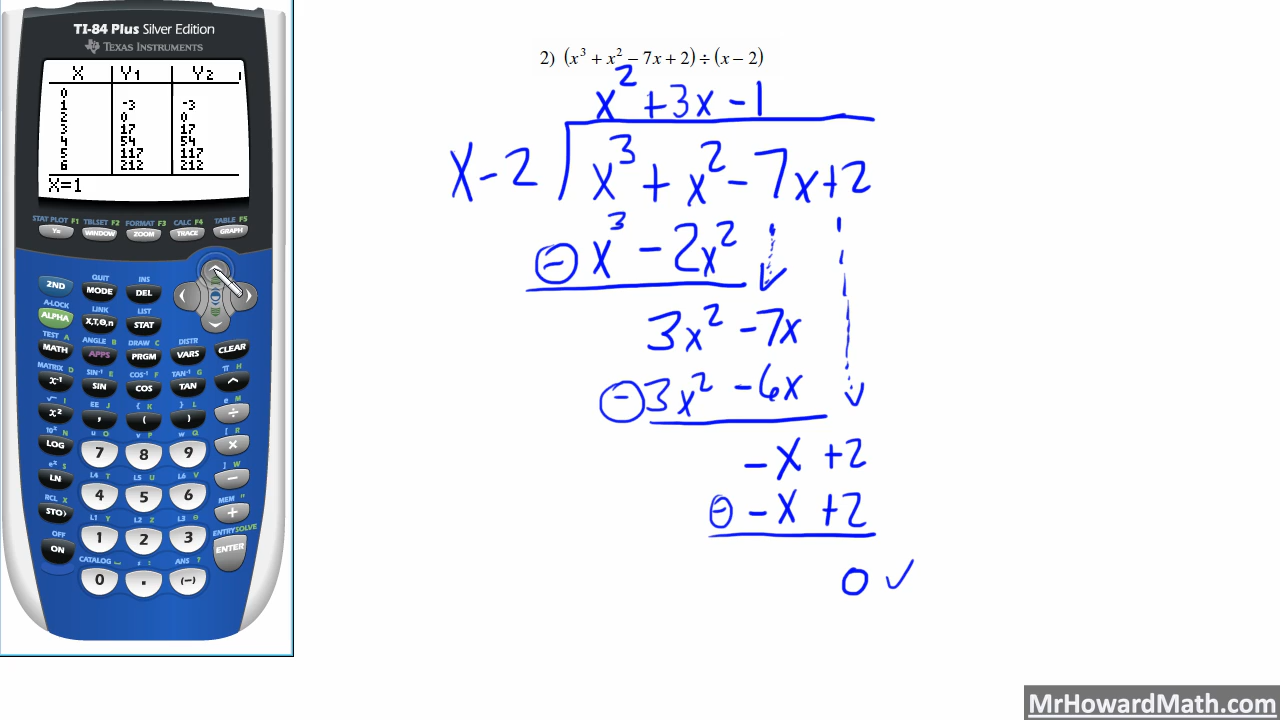 TI-84 Plus Silver Edition
TEXAS INSTRUMENTS
X Y₁ Y₂
0
1 -3 -3
2 0 0
3 17 17
4 54 54
5 117 117
6 212 212
X=1
STAT PLOT F1 TBLSET F2 FORMAT F3 CALC F4 TABLE F5
Y= WINDOW ZOOM TRACE GRAPH
QUIT INS
2ND MODE DEL
A-LOCK LINK LIST
ALPHA X,T,Θ,n STAT
TEST A ANGLE B DRAW C DISTR
MATH APPS PRGM VARS CLEAR
MATRIX D SIN⁻¹ E COS⁻¹ F TAN⁻¹ G π H
x⁻¹ SIN COS TAN ^
√ I EE J { K } L e M
x² , ( ) ÷
10ˣ N u O v P w Q [ R
LOG 7 8 9 ×
eˣ S L4 T L5 U L6 V ] W
LN 4 5 6 −
RCL X L1 Y L2 Z L3 θ MEM "
STO› 1 2 3 +
OFF CATALOG ⎵ i : ANS ? ENTRY SOLVE
ON 0 . (−) ENTER
2) (x³ + x² − 7x + 2) ÷ (x − 2)
x² + 3x - 1
x - 2 x³ + x² - 7x + 2
- x³ - 2x²
3x² - 7x
- 3x² - 6x
- x + 2
- - x + 2
0 ✓
MrHowardMath.com